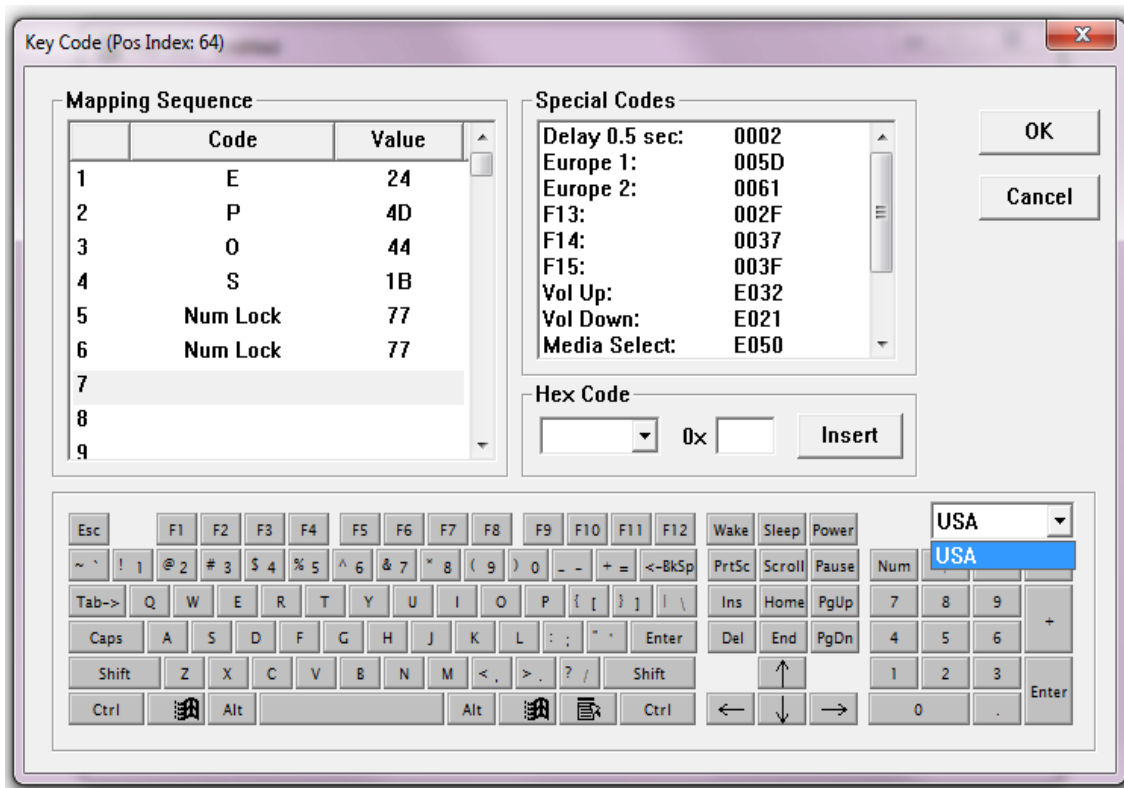 Key Code (Pos Index: 64)
Mapping Sequence
Code Value
1 E 24
2 P 4D
3 O 44
4 S 1B
5 Num Lock 77
6 Num Lock 77
7
8
9
Special Codes
Delay 0.5 sec: 0002
Europe 1: 005D
Europe 2: 0061
F13: 002F
F14: 0037
F15: 003F
Vol Up: E032
Vol Down: E021
Media Select: E050
Hex Code
0x Insert
OK
Cancel
USA
USA
Esc F1 F2 F3 F4 F5 F6 F7 F8 F9 F10 F11 F12 Wake Sleep Power
~ ` ! 1 @ 2 # 3 $ 4 % 5 ^ 6 & 7 * 8 ( 9 ) 0 - - + = <-BkSp PrtSc Scroll Pause Num
Tab-> Q W E R T Y U I O P { [ } ] | \ Ins Home PgUp 7 8 9 +
Caps A S D F G H J K L : ; " ' Enter Del End PgDn 4 5 6
Shift Z X C V B N M < , > . ? / Shift ↑ 1 2 3 Enter
Ctrl Alt Alt Ctrl ← ↓ → 0 .